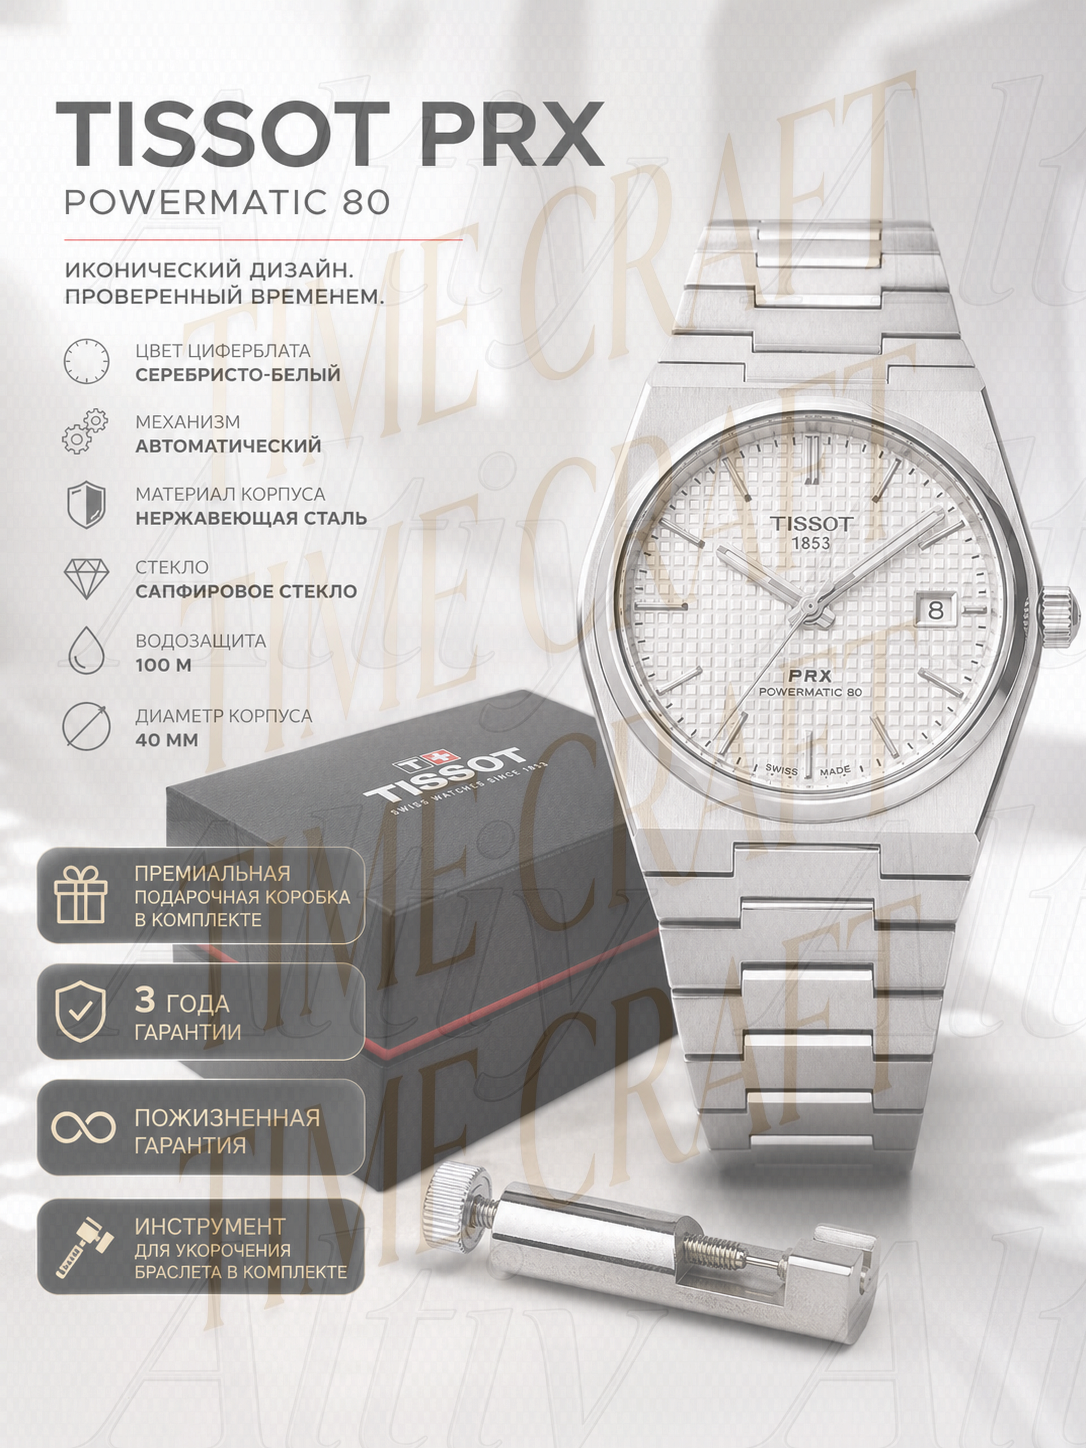 TISSOT PRX
POWERMATIC 80
ИКОНИЧЕСКИЙ ДИЗАЙН.
ПРОВЕРЕННЫЙ ВРЕМЕНЕМ.
ЦВЕТ ЦИФЕРБЛАТА
СЕРЕБРИСТО-БЕЛЫЙ
МЕХАНИЗМ
АВТОМАТИЧЕСКИЙ
МАТЕРИАЛ КОРПУСА
НЕРЖАВЕЮЩАЯ СТАЛЬ
СТЕКЛО
САПФИРОВОЕ СТЕКЛО
ВОДОЗАЩИТА
100 М
ДИАМЕТР КОРПУСА
40 ММ
TISSOT
1853
8
PRX
POWERMATIC 80
SWISS MADE
T+
TISSOT
SWISS WATCHES SINCE 1853
ПРЕМИАЛЬНАЯ
ПОДАРОЧНАЯ КОРОБКА
В КОМПЛЕКТЕ
3 ГОДА
ГАРАНТИИ
ПОЖИЗНЕННАЯ
ГАРАНТИЯ
ИНСТРУМЕНТ
ДЛЯ УКОРОЧЕНИЯ
БРАСЛЕТА В КОМПЛЕКТЕ
TIME CRAFT
TIME CRAFT
TIME CRAFT
TIME CRAFT